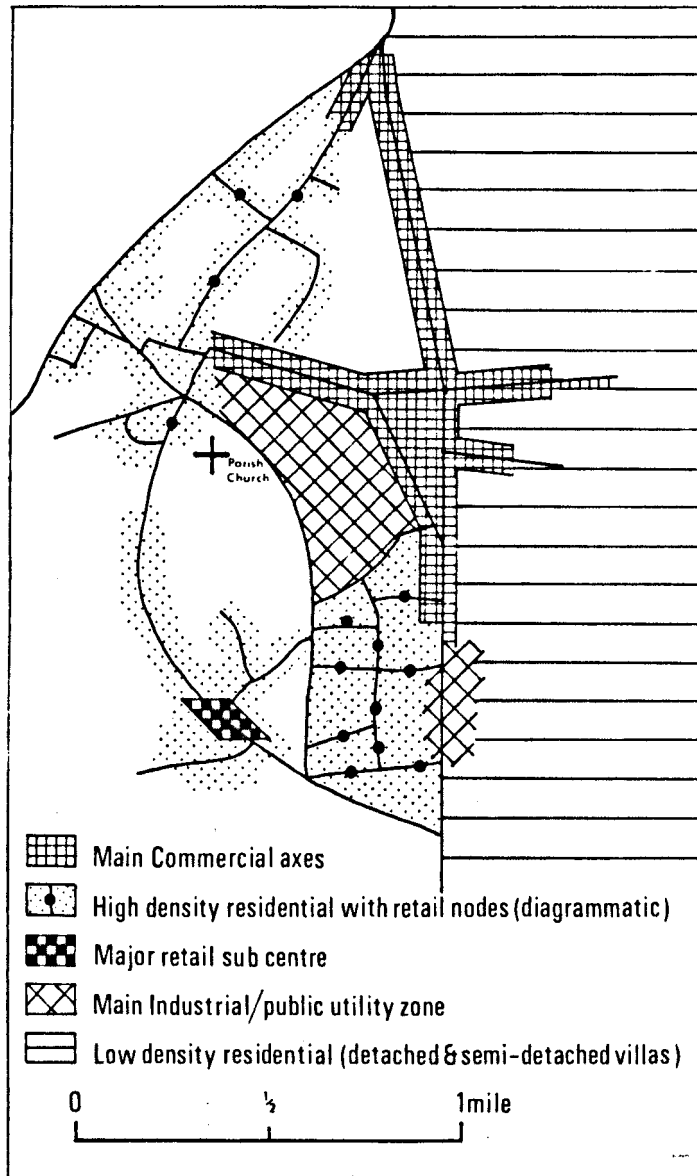 Parish
Church
Main Commercial axes
High density residential with retail nodes (diagrammatic)
Major retail sub centre
Main Industrial/public utility zone
Low density residential (detached & semi-detached villas)
0 ½ 1mile